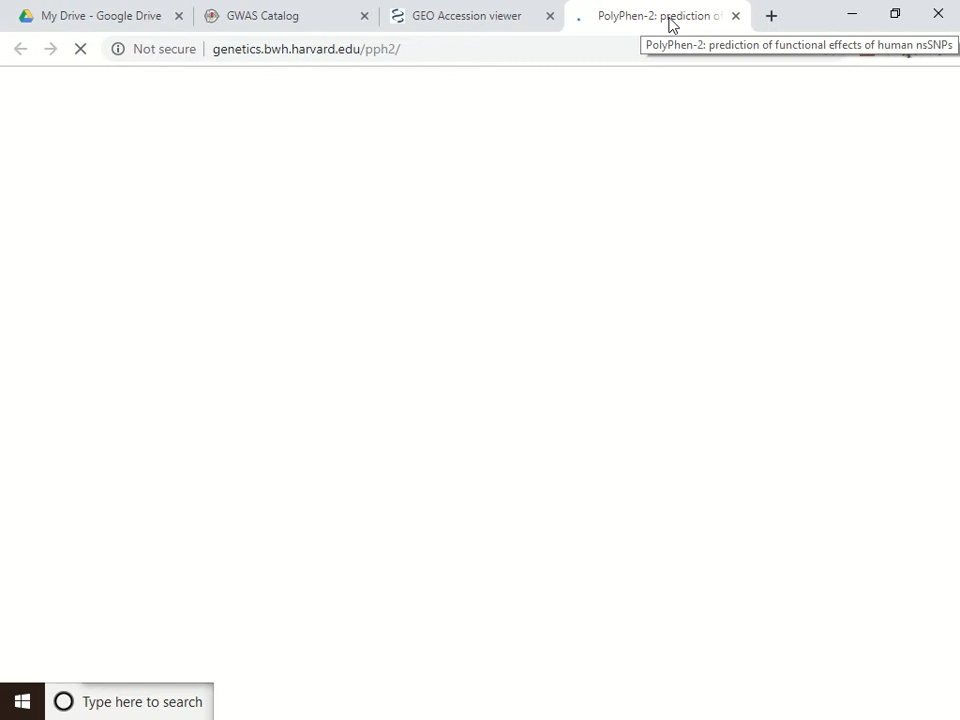 My Drive - Google Drive
GWAS Catalog
GEO Accession viewer
PolyPhen-2: prediction of
Not secure
genetics.bwh.harvard.edu/pph2/
PolyPhen-2: prediction of functional effects of human nsSNPs
Type here to search